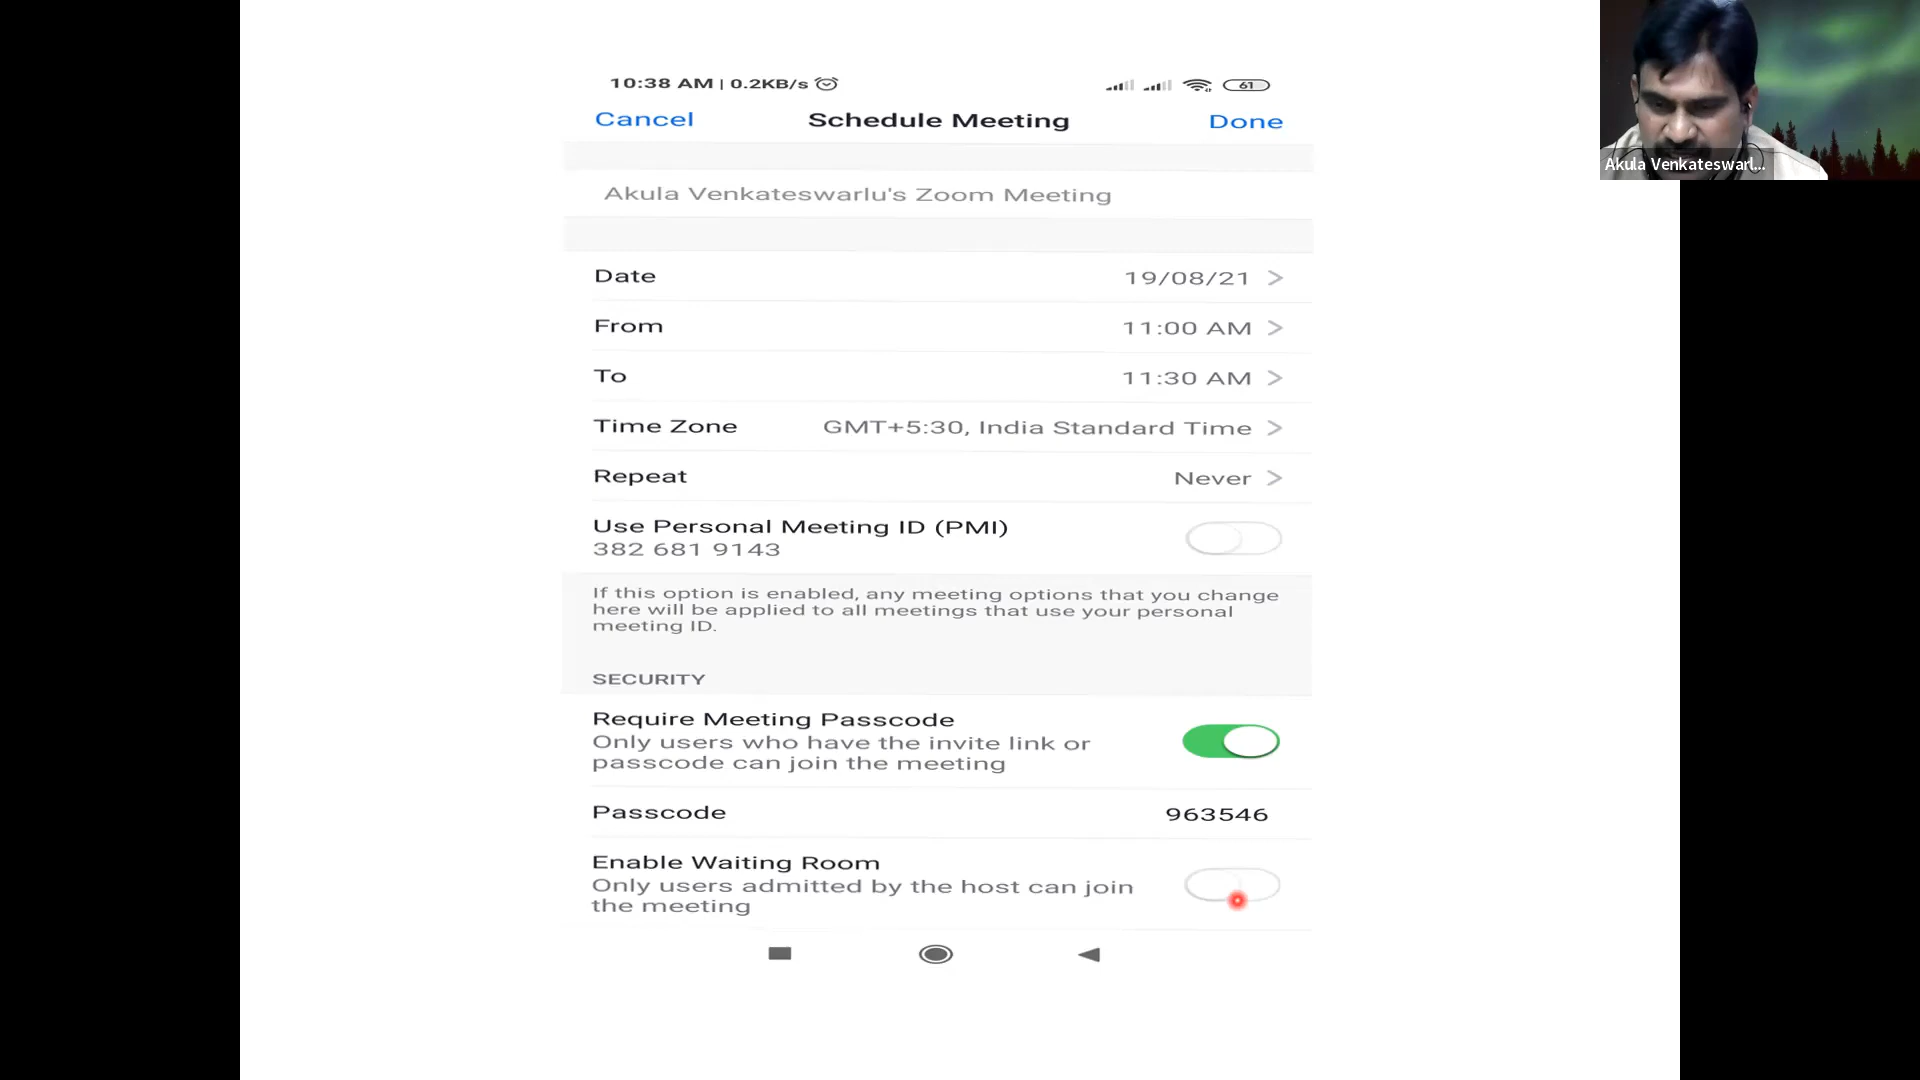 10:38 AM | 0.2KB/s
61
Cancel
Schedule Meeting
Done
Akula Venkateswarlu's Zoom Meeting
Date
19/08/21
From
11:00 AM
To
11:30 AM
Time Zone
GMT+5:30, India Standard Time
Repeat
Never
Use Personal Meeting ID (PMI)
382 681 9143
If this option is enabled, any meeting options that you change
here will be applied to all meetings that use your personal
meeting ID.
SECURITY
Require Meeting Passcode
Only users who have the invite link or
passcode can join the meeting
Passcode
963546
Enable Waiting Room
Only users admitted by the host can join
the meeting
Akula Venkateswarl...